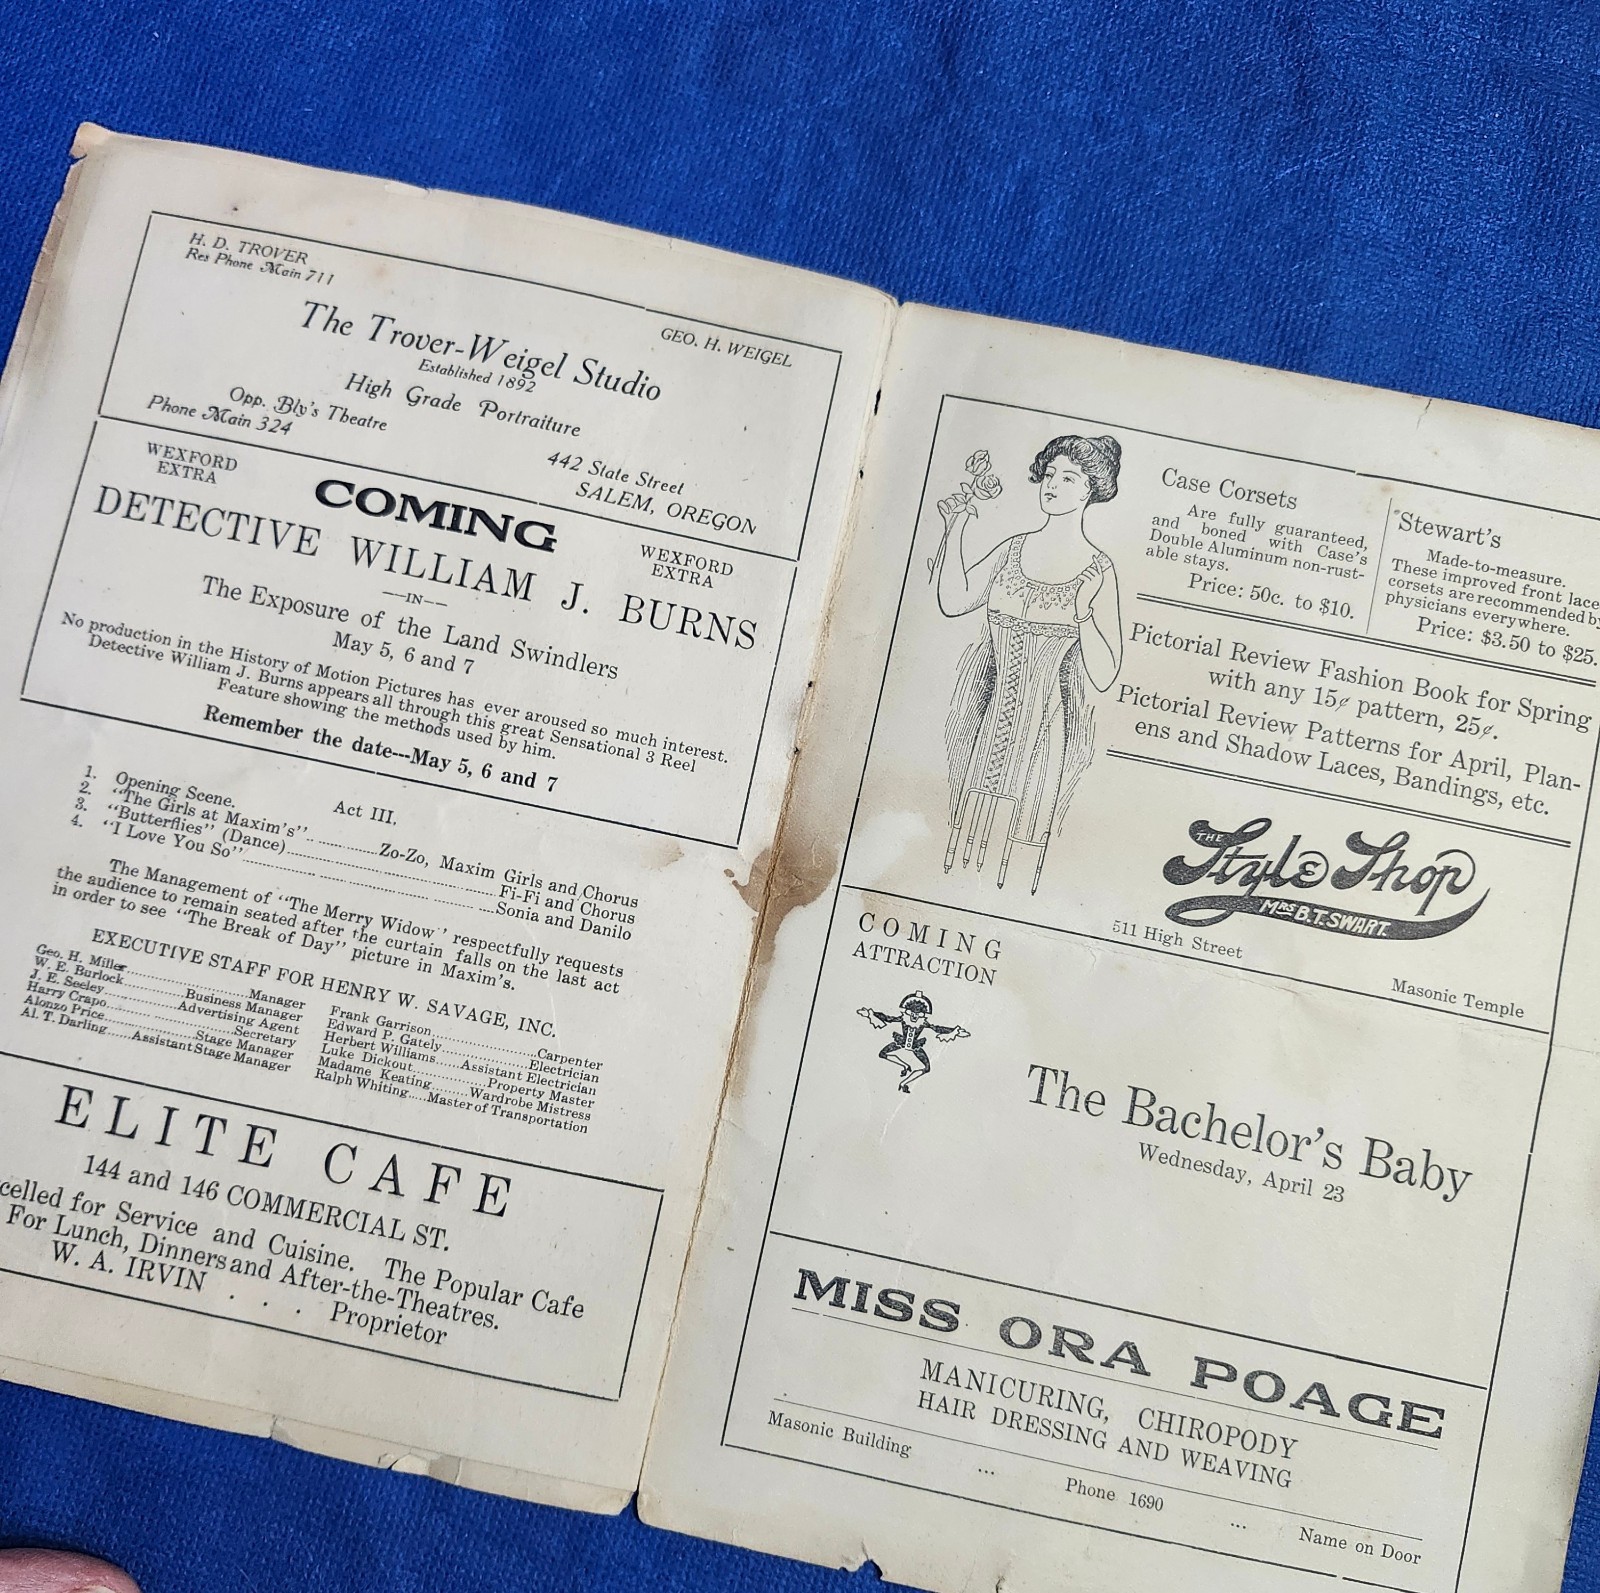 H. D. TROVER
Res Phone Main 711
GEO. H. WEIGEL
The Trover-Weigel Studio
Established 1892
High Grade Portraiture
Opp. Bly's Theatre
Phone Main 324
442 State Street
SALEM, OREGON
WEXFORD
EXTRA
COMING
WEXFORD
EXTRA
DETECTIVE WILLIAM J. BURNS
—IN——
The Exposure of the Land Swindlers
May 5, 6 and 7
No production in the History of Motion Pictures has ever aroused so much interest.
Detective William J. Burns appears all through this great Sensational 3 Reel
Feature showing the methods used by him.
Remember the date---May 5, 6 and 7
Act III.
1. Opening Scene.
2. "The Girls at Maxim's"..............Zo-Zo, Maxim Girls and Chorus
3. "Butterflies" (Dance)..............Fi-Fi and Chorus
4. "I Love You So"..............Sonia and Danilo
The Management of "The Merry Widow" respectfully requests
the audience to remain seated after the curtain falls on the last act
in order to see "The Break of Day" picture in Maxim's.
EXECUTIVE STAFF FOR HENRY W. SAVAGE, INC.
Geo. H. Miller..............Manager
W. E. Burlock..............Business Manager
J. E. Seeley..............Advertising Agent
Harry Crapo..............Secretary
Alonzo Price..............Stage Manager
Al. T. Darling......Assistant Stage Manager
Frank Garrison..............Carpenter
Edward P. Gately..............Electrician
Herbert Williams.....Assistant Electrician
Luke Dickout..............Property Master
Madame Keating........Wardrobe Mistress
Ralph Whiting.....Master of Transportation
ELITE CAFE
144 and 146 COMMERCIAL ST.
for Service and Cuisine. The Popular Cafe
For Lunch, Dinners and After-the-Theatres.
W. A. IRVIN . . . Proprietor
Case Corsets
Are fully guaranteed,
and boned with Case's
Double Aluminum non-rust-
able stays.
Price: 50c. to $10.
Stewart's
Made-to-measure.
These improved front lace
corsets are recommended by
physicians everywhere.
Price: $3.50 to $25.
Pictorial Review Fashion Book for Spring
with any 15¢ pattern, 25¢.
Pictorial Review Patterns for April, Plan-
ens and Shadow Laces, Bandings, etc.
THE Style Shop
MRS B.T. SWART.
511 High Street
Masonic Temple
COMING
ATTRACTION
The Bachelor's Baby
Wednesday, April 23
MISS ORA POAGE
MANICURING, CHIROPODY
HAIR DRESSING AND WEAVING
Masonic Building ... Phone 1690 ... Name on Door